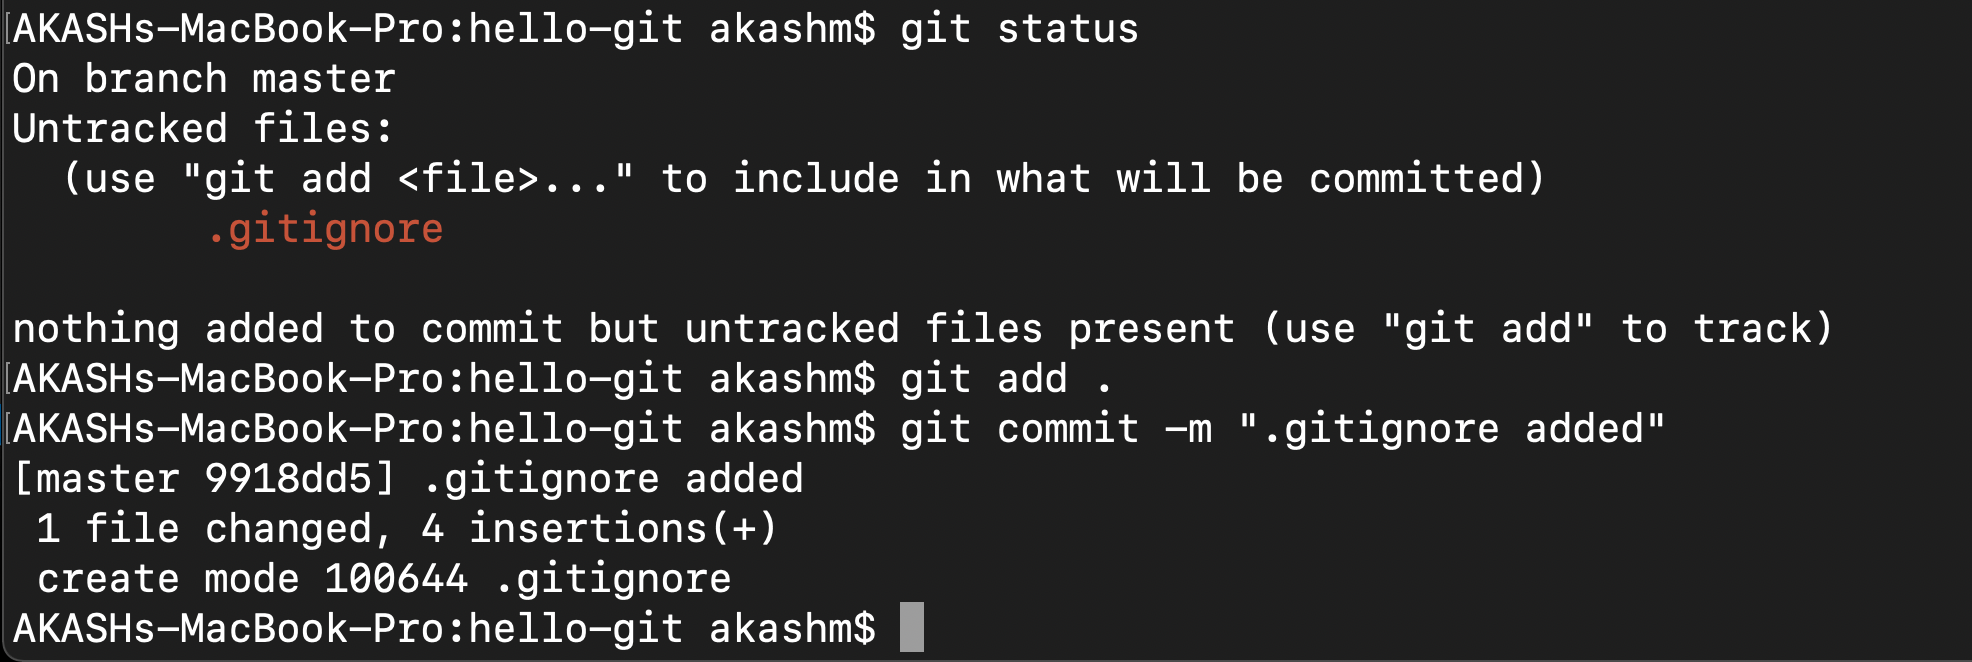 AKASHs-MacBook-Pro:hello-git akashm$ git status
On branch master
Untracked files:
  (use "git add <file>..." to include in what will be committed)
        .gitignore

nothing added to commit but untracked files present (use "git add" to track)
AKASHs-MacBook-Pro:hello-git akashm$ git add .
AKASHs-MacBook-Pro:hello-git akashm$ git commit -m ".gitignore added"
[master 9918dd5] .gitignore added
 1 file changed, 4 insertions(+)
 create mode 100644 .gitignore
AKASHs-MacBook-Pro:hello-git akashm$